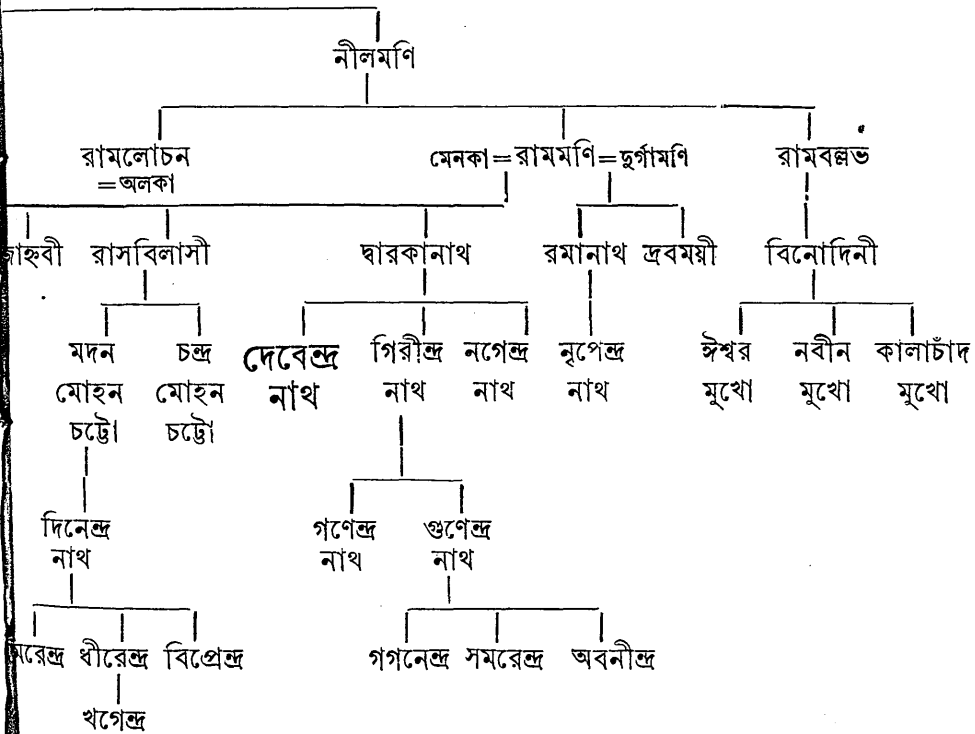 নীলমণি
রামলোচন মেনকা=রামমণি=দুর্গামণি রামবল্লভ
=অলকা
জাহ্নবী রাসবিলাসী দ্বারকানাথ রমানাথ দ্রবময়ী বিনোদিনী
মদন চন্দ্র দেবেন্দ্র গিরীন্দ্র নগেন্দ্র নৃপেন্দ্র ঈশ্বর নবীন কালাচাঁদ
মোহন মোহন নাথ নাথ নাথ নাথ মুখো মুখো মুখো
চট্টো চট্টো
দিনেন্দ্র গণেন্দ্র গুণেন্দ্র
নাথ নাথ নাথ
ধীরেন্দ্র বিপ্রেন্দ্র গগনেন্দ্র সমরেন্দ্র অবনীন্দ্র
খগেন্দ্র